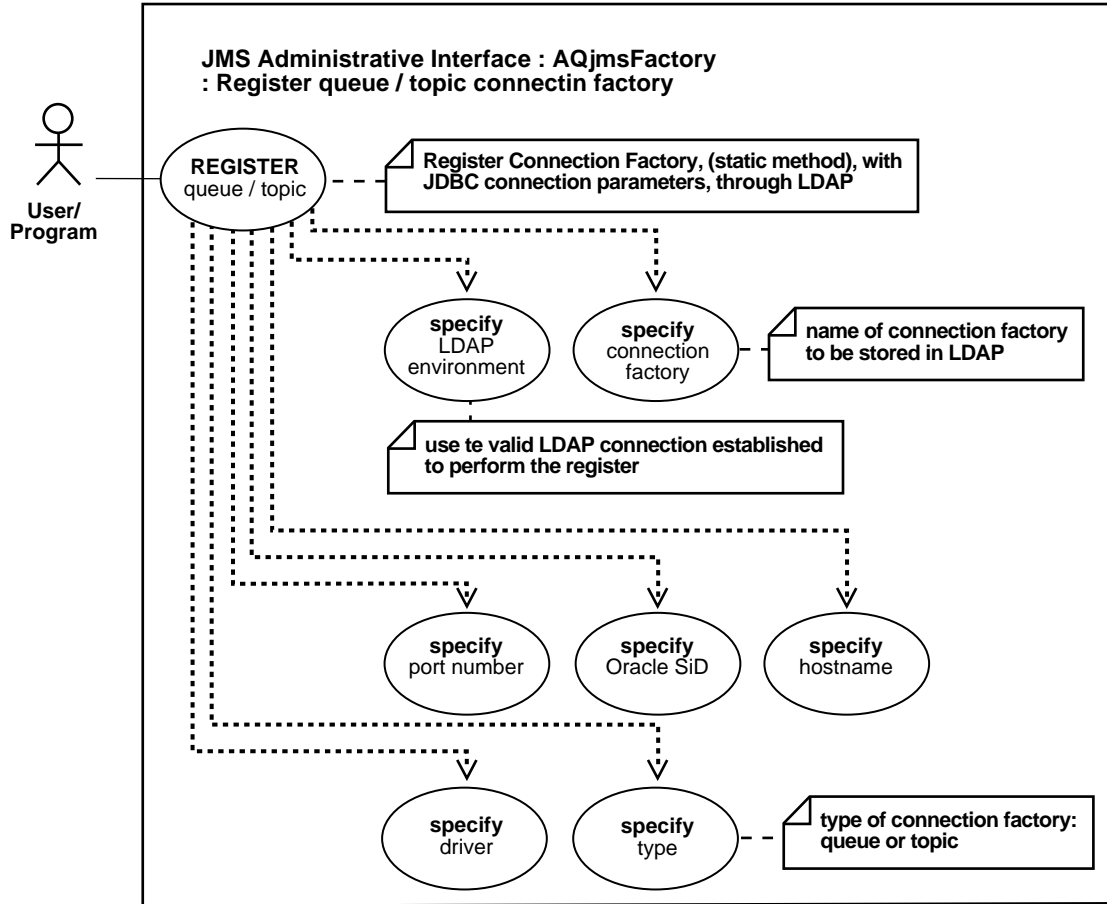 JMS Administrative Interface : AQjmsFactory
: Register queue / topic connectin factory
User/
Program
REGISTER
queue / topic
Register Connection Factory, (static method), with
JDBC connection parameters, through LDAP
specify
LDAP
environment
specify
connection
factory
name of connection factory
to be stored in LDAP
use te valid LDAP connection established
to perform the register
specify
port number
specify
Oracle SiD
specify
hostname
specify
driver
specify
type
type of connection factory:
queue or topic